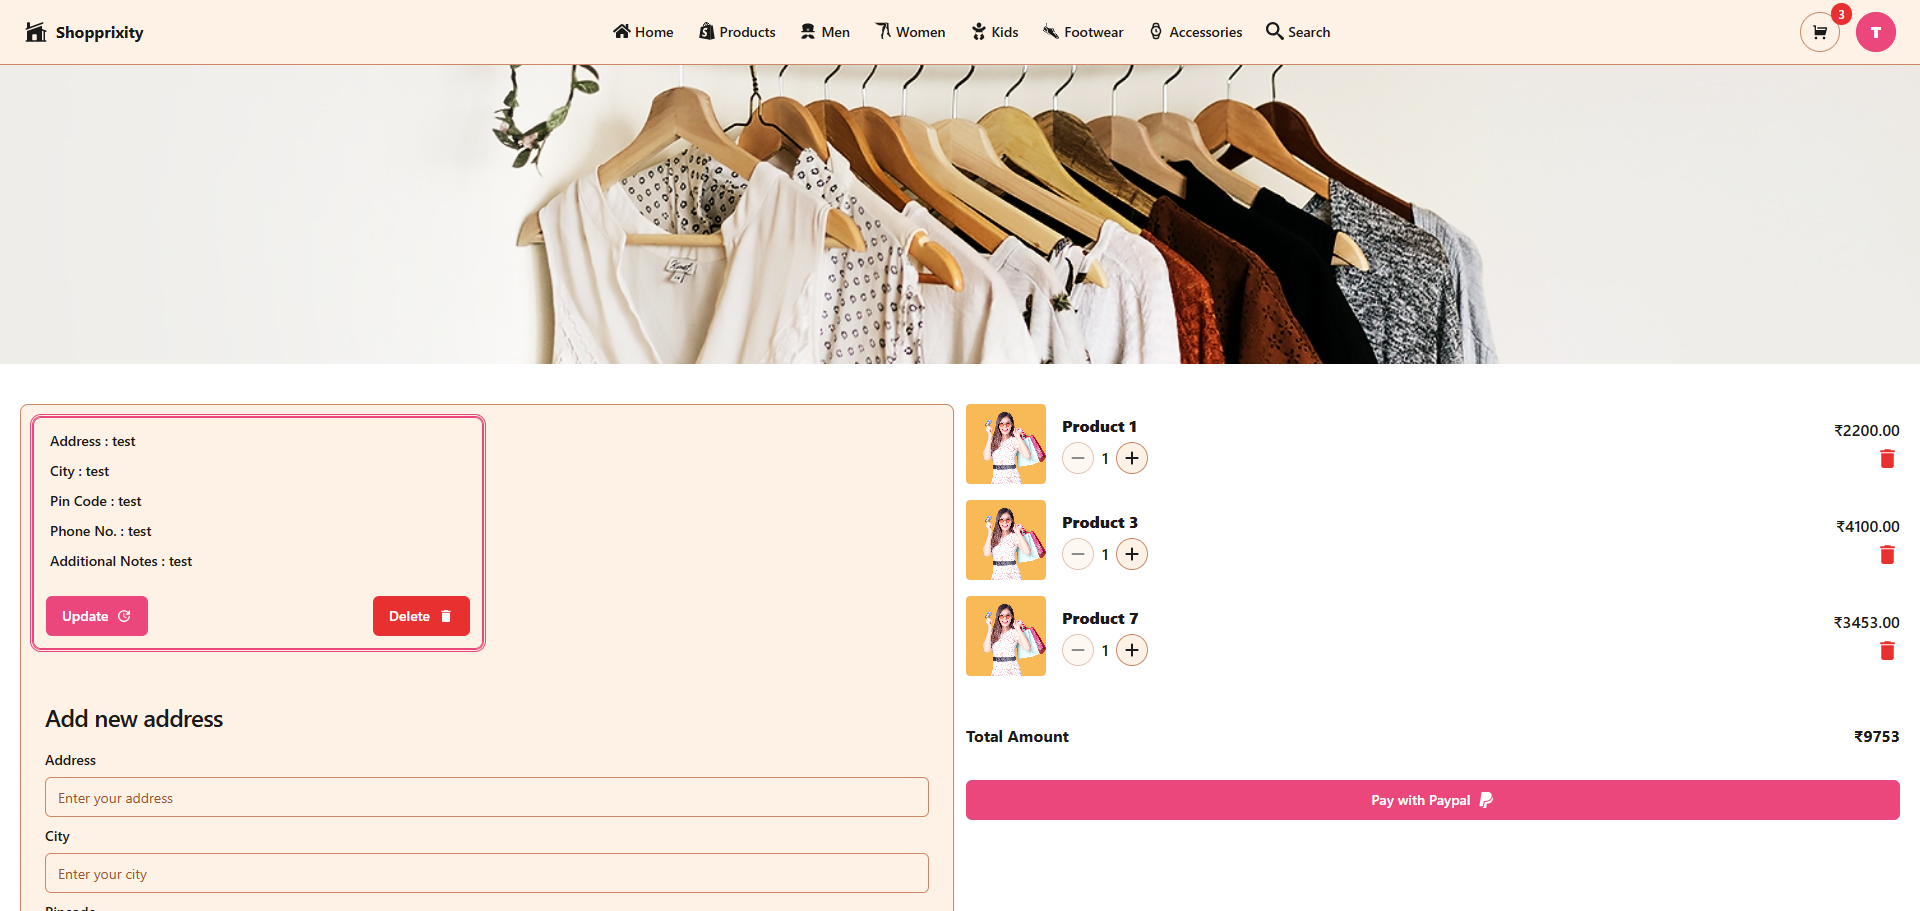 Shopprixity
Home
Products
Men
Women
Kids
Footwear
Accessories
Search
3
T
Address : test
City : test
Pin Code : test
Phone No. : test
Additional Notes : test
Update
Delete
Add new address
Address
Enter your address
City
Enter your city
Product 1
1
₹2200.00
Product 3
1
₹4100.00
Product 7
1
₹3453.00
Total Amount
₹9753
Pay with Paypal